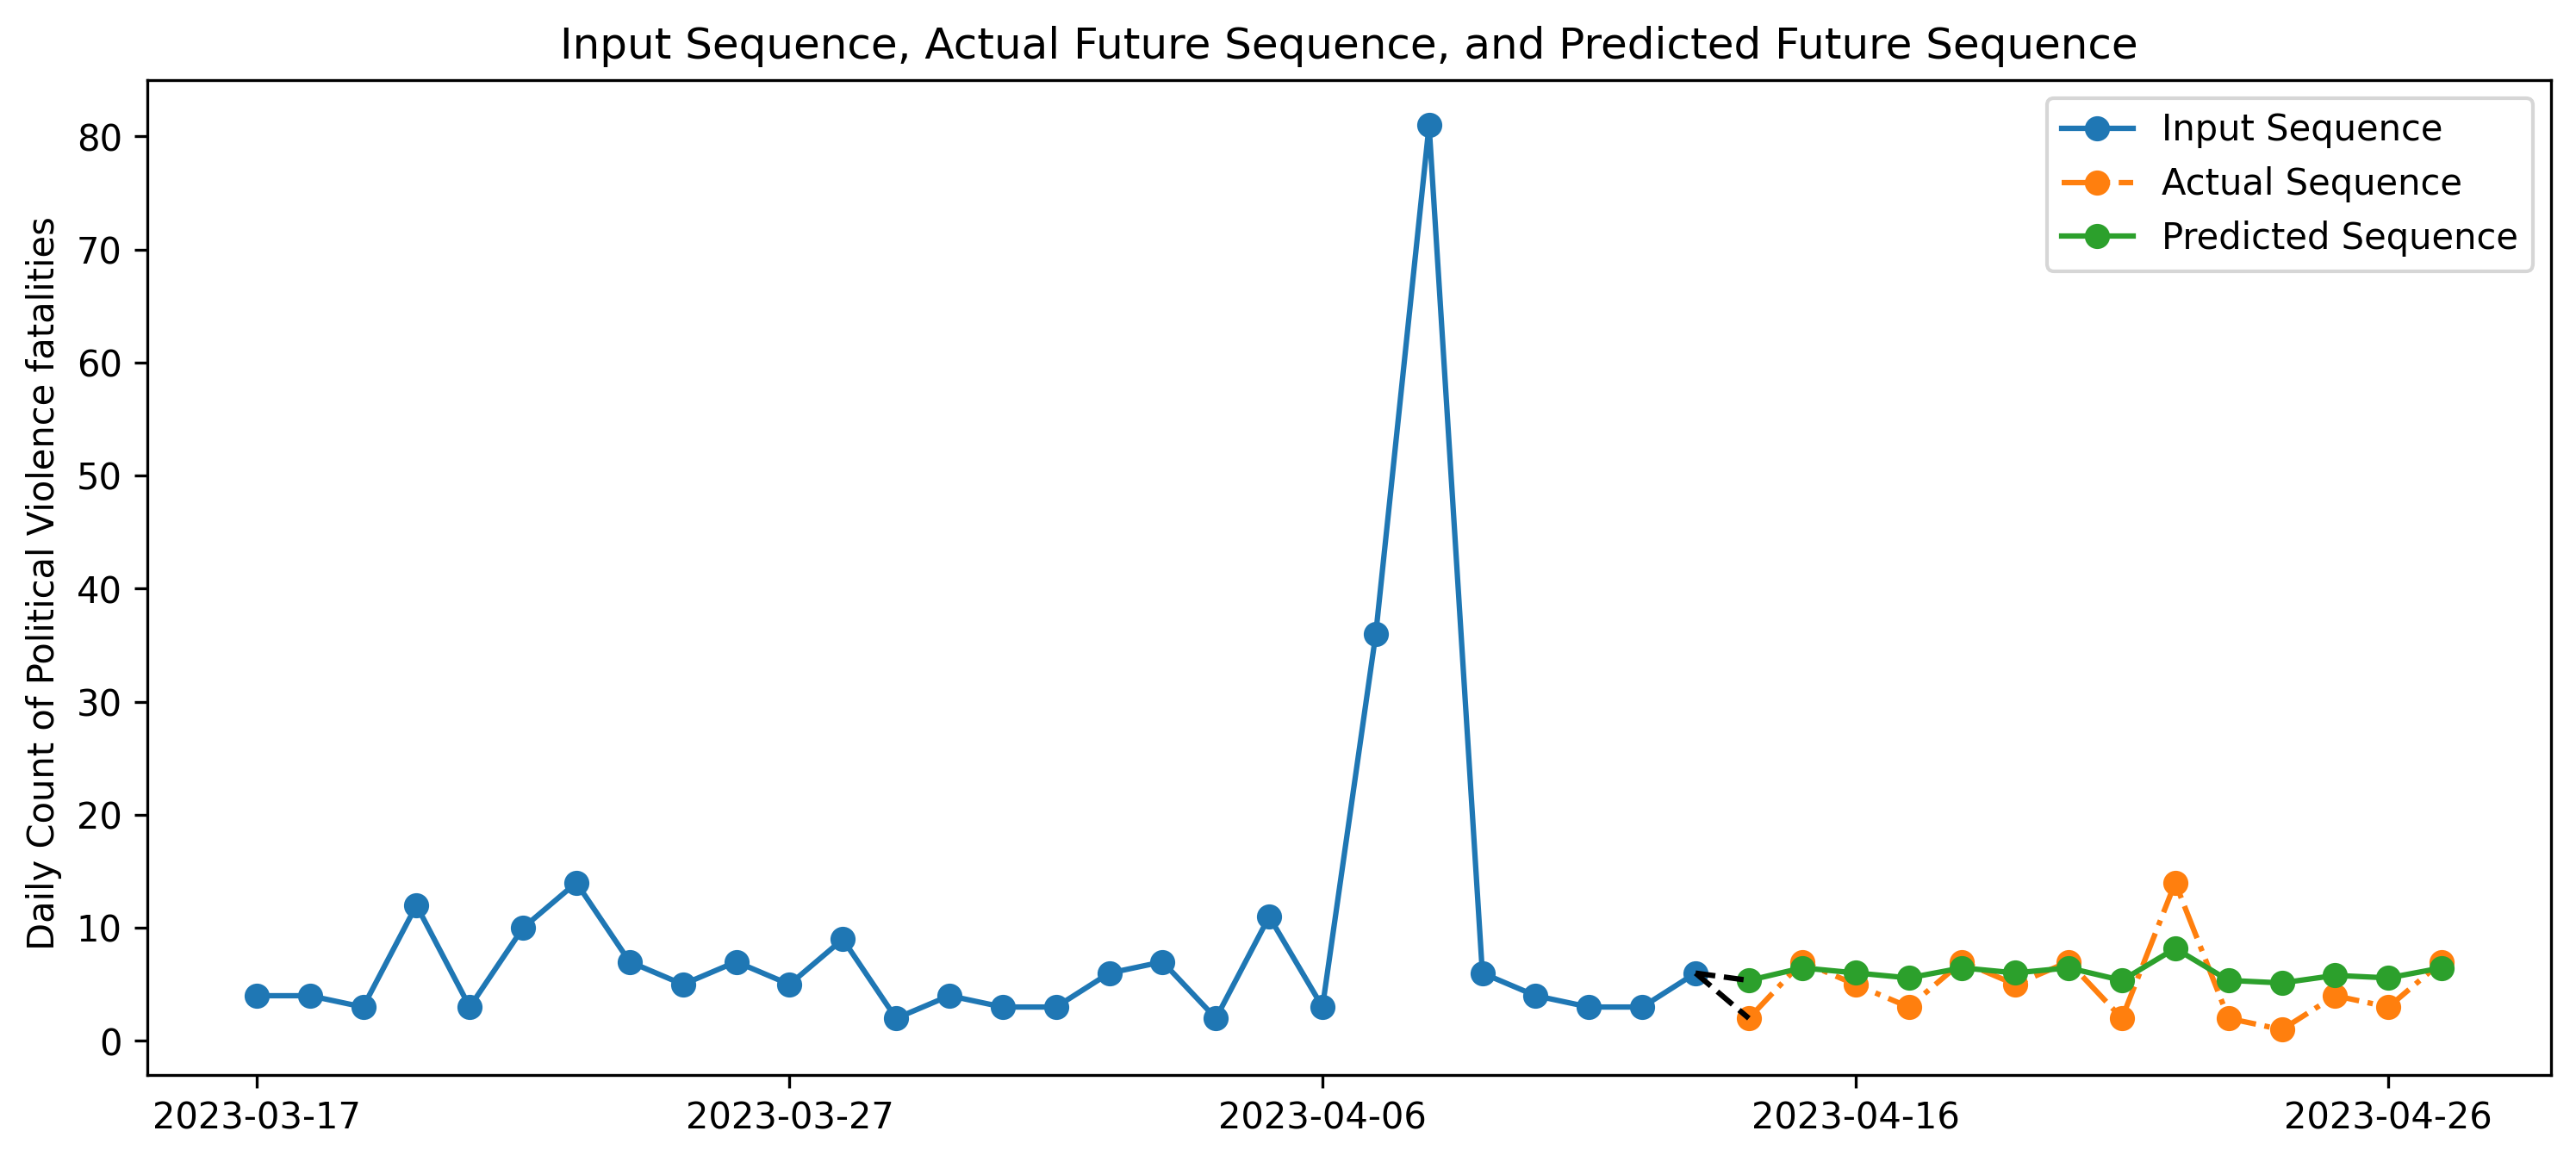 Input Sequence, Actual Future Sequence, and Predicted Future Sequence
Daily Count of Political Violence fatalities
80
70
60
50
40
30
20
10
0
Input Sequence
Actual Sequence
Predicted Sequence
2023-03-17
2023-03-27
2023-04-06
2023-04-16
2023-04-26